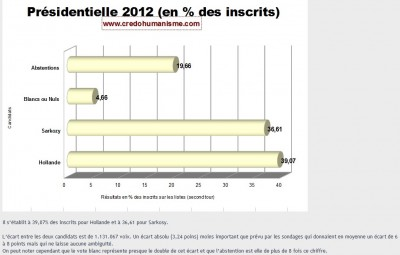 Présidentielle 2012 (en % des inscrits)
www.credohumanisme.com
Abstentions
19,66
Blancs ou Nuls
4,66
Candidats
Sarkozy
36,61
Hollande
39,07
0 5 10 15 20 25 30 35 40
Résultats en % des inscrits sur les listes (second tour)
Il s'établit à 39,07% des inscrits pour Hollande et à 36,61 pour Sarkozy.
L'écart entre les deux candidats est de 1.131.067 voix. Un écart absolu (3,24 points) moins important que prévu par les sondages qui donnaient en moyenne un écart de 6
à 8 points mais qui ne laisse aucune ambiguïté.
On peut noter cependant que le vote blanc représente presque le double de cet écart et que l'abstention est elle de plus de 8 fois ce chiffre.